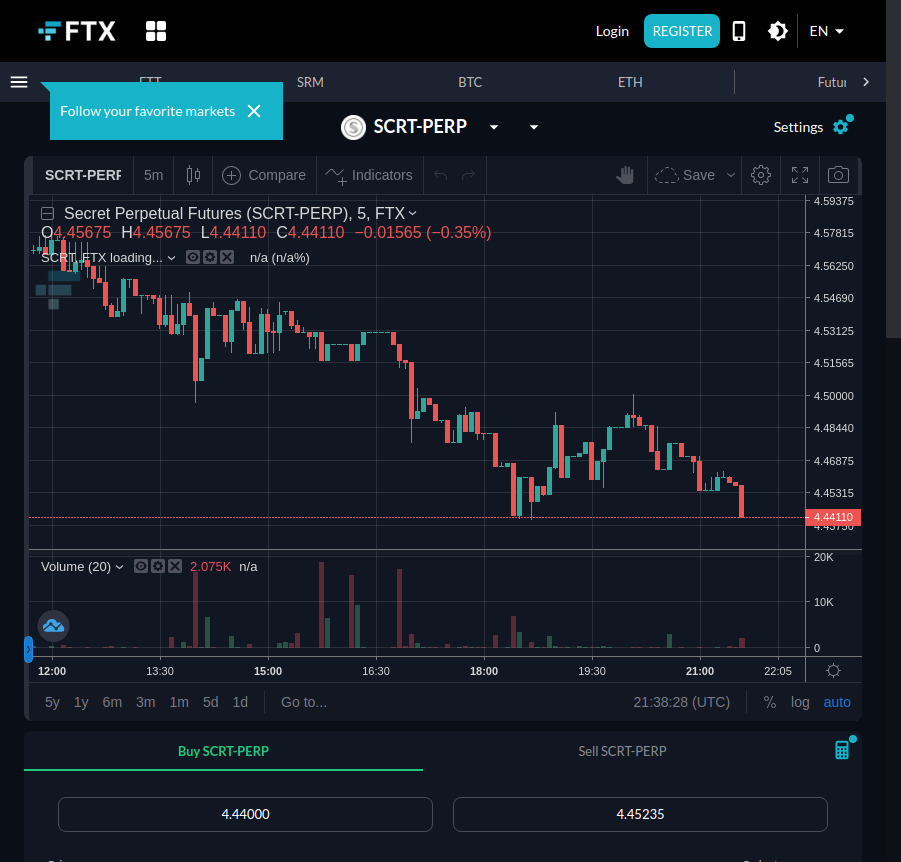 FTX
Login
REGISTER
EN
FTT
SRM
BTC
ETH
Futur
Follow your favorite markets
SCRT-PERP
Settings
SCRT-PERP
5m
Compare
Indicators
Save
Secret Perpetual Futures (SCRT-PERP), 5, FTX
O4.45675 H4.45675 L4.44110 C4.44110 −0.01565 (−0.35%)
SCRT, FTX loading... n/a (n/a%)
4.59375
4.57815
4.56250
4.54690
4.53125
4.51565
4.50000
4.48440
4.46875
4.45315
4.44110
4.43750
Volume (20) 2.075K n/a
20K
10K
0
12:00 13:30 15:00 16:30 18:00 19:30 21:00 22:05
5y 1y 6m 3m 1m 5d 1d Go to... 21:38:28 (UTC) % log auto
Buy SCRT-PERP
Sell SCRT-PERP
4.44000
4.45235